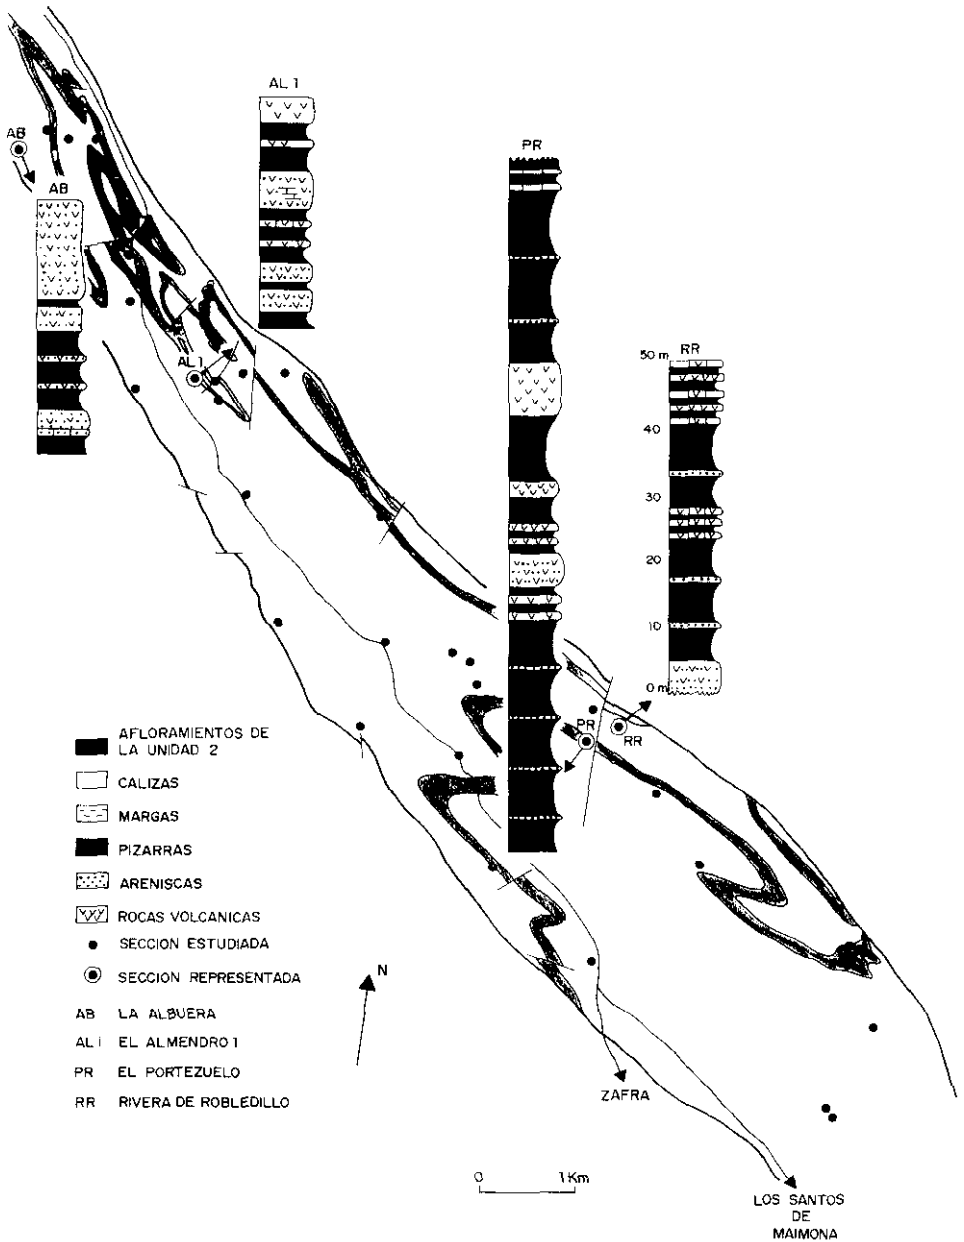 AL 1
AB
PR
AB
50 m
RR
40
AL 1
30
20
10
0 m
PR
RR
AFLORAMIENTOS DE
LA UNIDAD 2
CALIZAS
MARGAS
PIZARRAS
ARENISCAS
ROCAS VOLCANICAS
SECCION ESTUDIADA
SECCION REPRESENTADA
N
AB LA ALBUERA
AL 1 EL ALMENDRO 1
PR EL PORTEZUELO
RR RIVERA DE ROBLEDILLO
ZAFRA
0 1 Km
LOS SANTOS
DE
MAIMONA